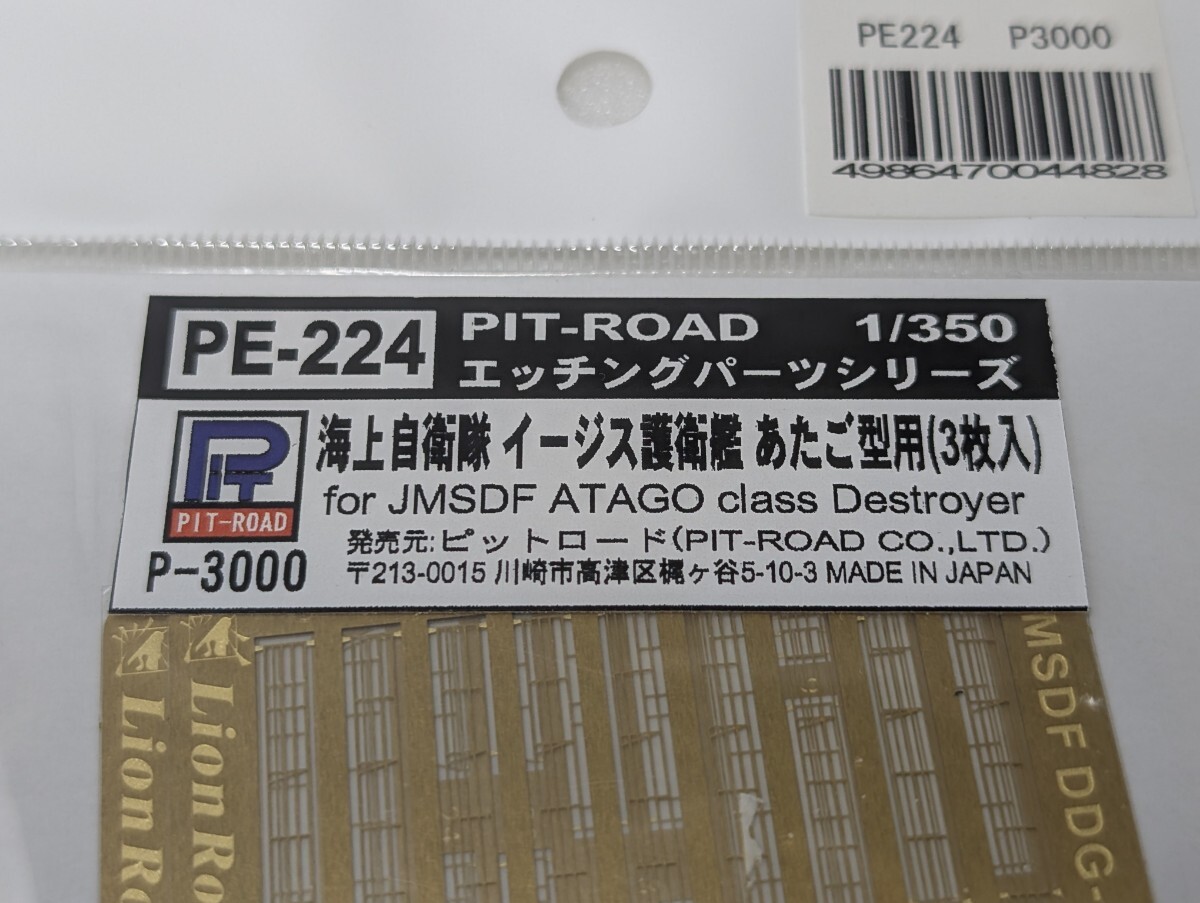 PE224 P3000
4986470044828
PE-224
PIT-ROAD 1/350
エッチングパーツシリーズ
PIT
PIT-ROAD
P-3000
海上自衛隊 イージス護衛艦 あたご型用(3枚入)
for JMSDF ATAGO class Destroyer
発売元:ピットロード(PIT-ROAD CO.,LTD.)
〒213-0015 川崎市高津区梶ヶ谷5-10-3 MADE IN JAPAN
Lion R
Lion Ro
MSDF DDG-